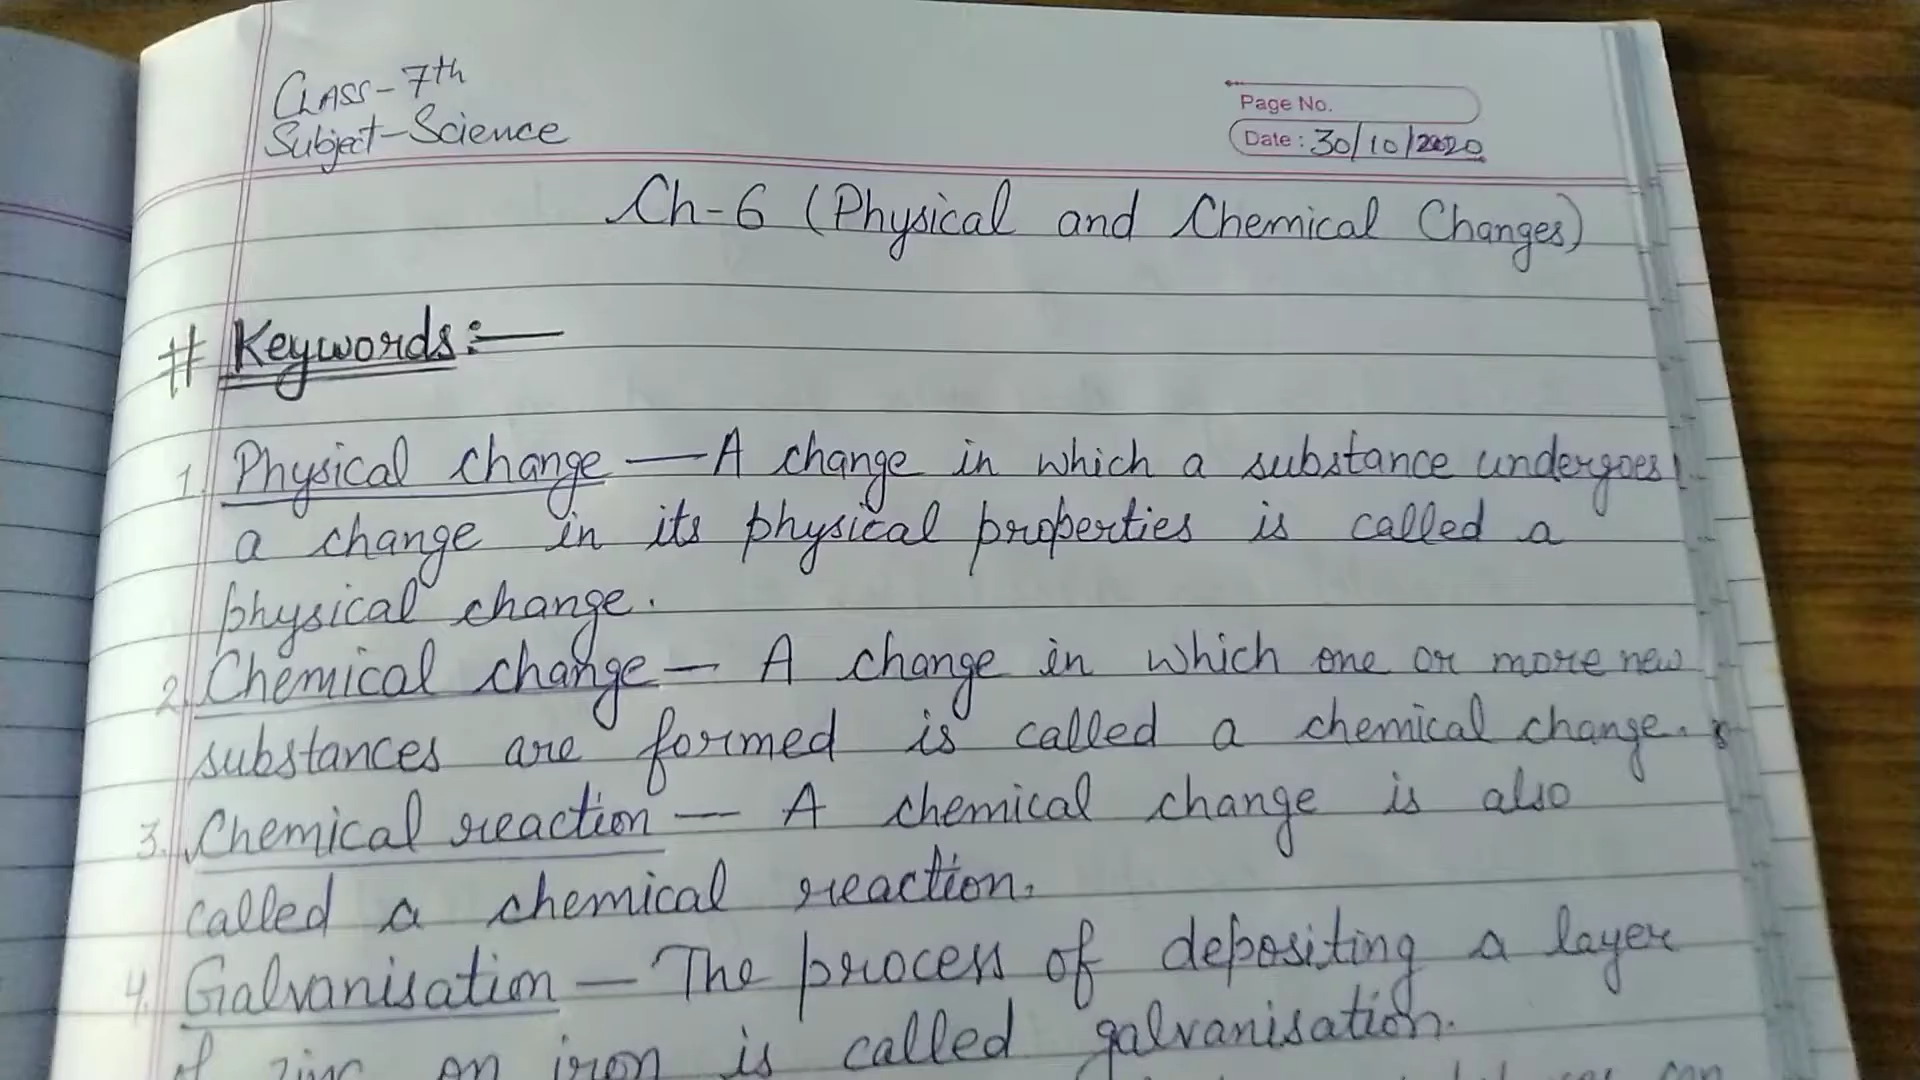 CLASS-7th
Subject-Science
Page No.
Date: 30/10/2020
Ch-6 (Physical and Chemical Changes)
# Keywords:—
1. Physical change — A change in which a substance undergoes
a change in its physical properties is called a
physical change.
2. Chemical change — A change in which one or more new
substances are formed is called a chemical change.
3. Chemical reaction — A chemical change is also
called a chemical reaction.
4. Galvanisation — The process of depositing a layer
of zinc on iron is called galvanisation.
can